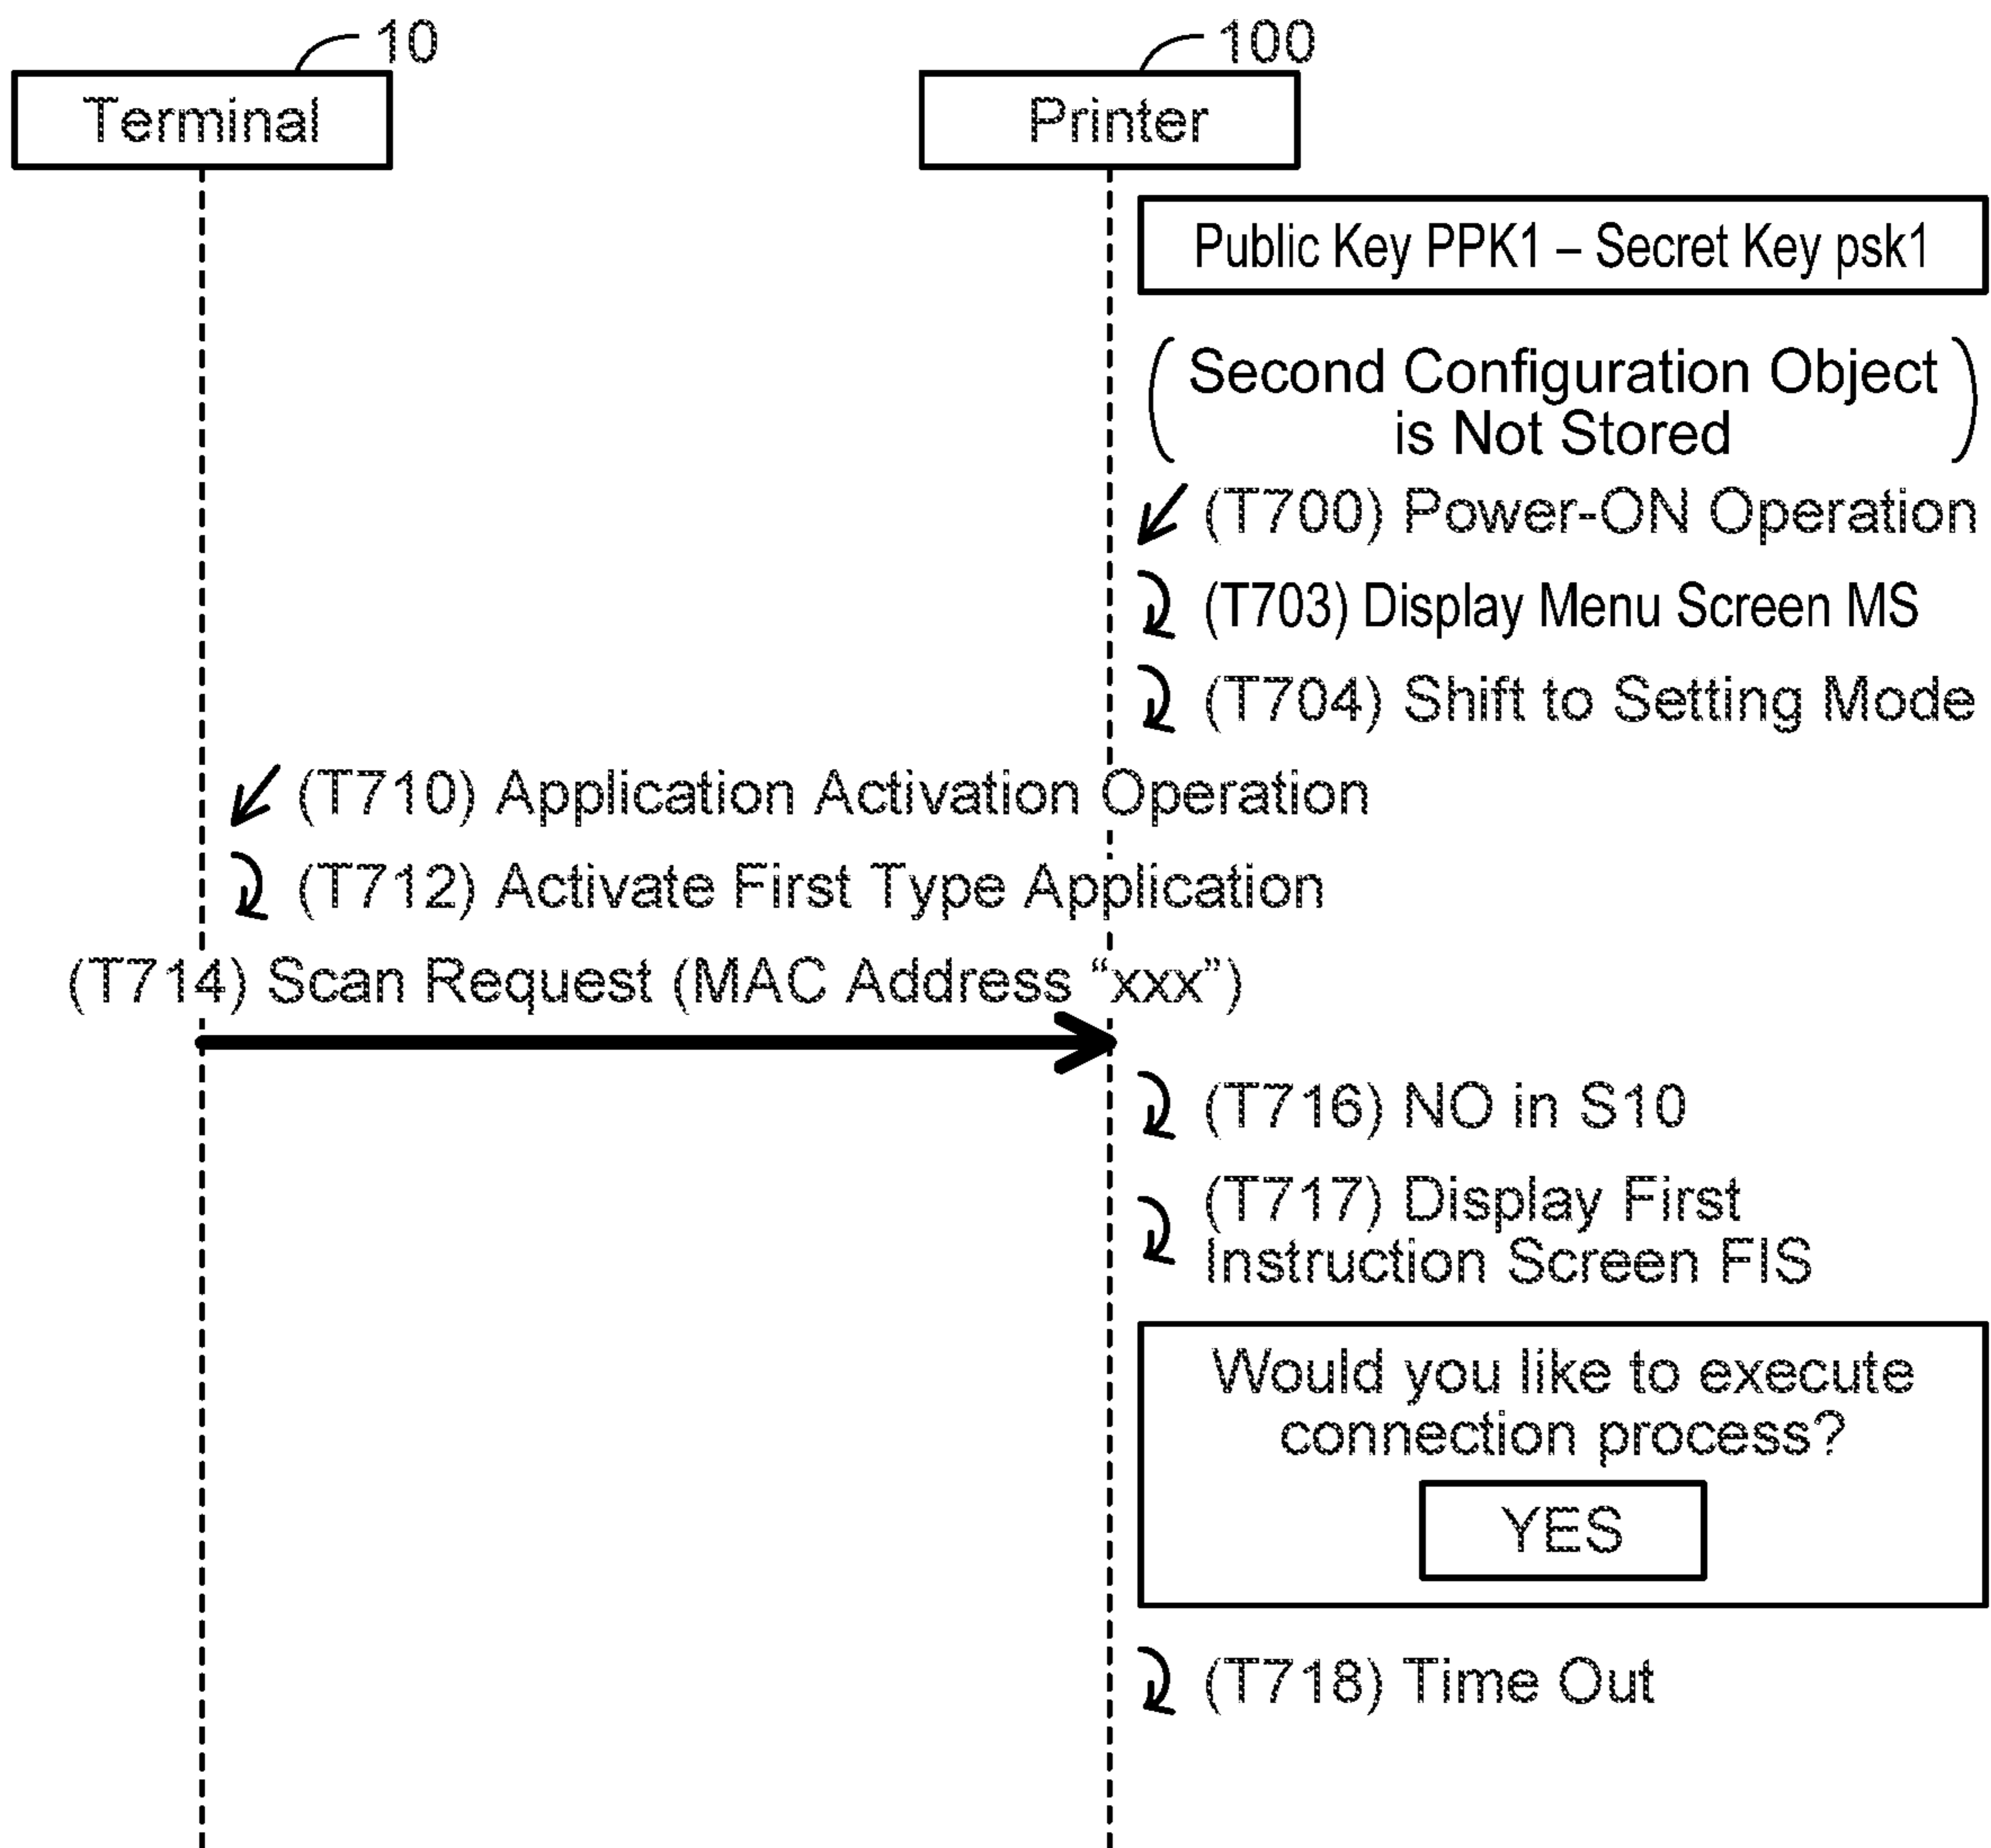 10
100
Terminal
Printer
Public Key PPK1 – Secret Key psk1
Second Configuration Object
is Not Stored
(T700) Power-ON Operation
(T703) Display Menu Screen MS
(T704) Shift to Setting Mode
(T710) Application Activation Operation
(T712) Activate First Type Application
(T714) Scan Request (MAC Address “xxx”)
(T716) NO in S10
(T717) Display First
Instruction Screen FIS
Would you like to execute
connection process?
YES
(T718) Time Out